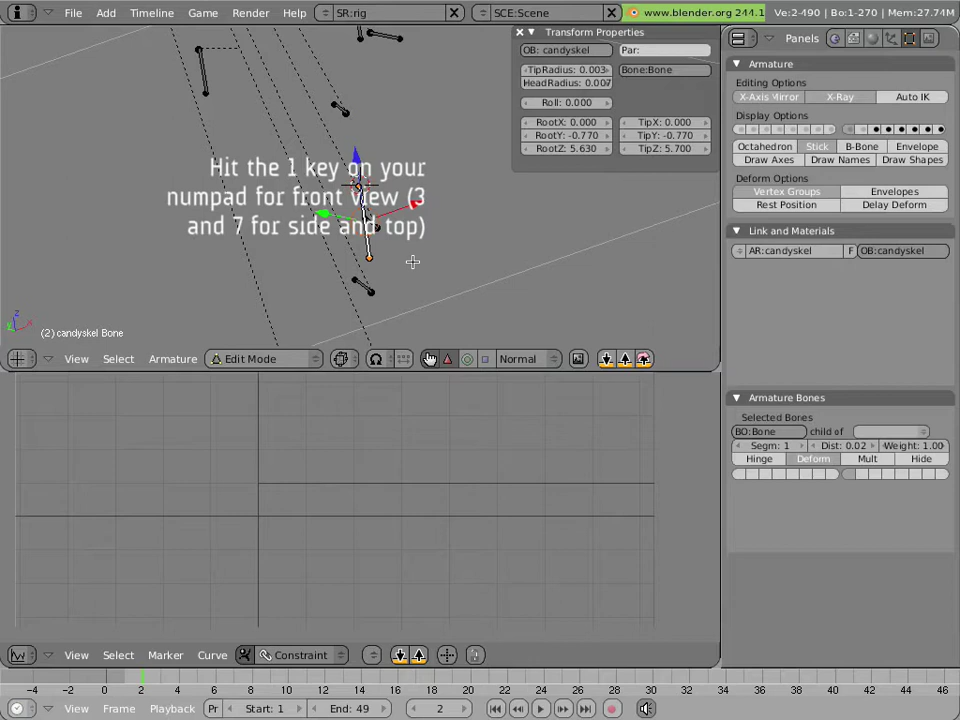 File Add Timeline Game Render Help SR:rig SCE:Scene www.blender.org 244.1 Ve:2-490 | Bo:1-270 | Mem:27.74M
Panels
Transform Properties
OB: candyskel Par:
TipRadius: 0.003 Bone:Bone
HeadRadius: 0.007
Roll: 0.000
RootX: 0.000 TipX: 0.000
RootY: -0.770 TipY: -0.770
RootZ: 5.630 TipZ: 5.700
Hit the 1 key on your
numpad for front view (3
and 7 for side and top)
(2) candyskel Bone
View Select Armature Edit Mode Normal
Armature
Editing Options
X-Axis Mirror X-Ray Auto IK
Display Options
Octahedron Stick B-Bone Envelope
Draw Axes Draw Names Draw Shapes
Deform Options
Vertex Groups Envelopes
Rest Position Delay Deform
Link and Materials
AR:candyskel F OB:candyskel
Armature Bones
Selected Bones
BO:Bone child of
Segm: 1 Dist: 0.02 Weight: 1.00
Hinge Deform Mult Hide
View Select Marker Curve Constraint
-4 -2 0 2 4 6 8 10 12 14 16 18 20 22 24 26 28 30 32 34 36 38 40 42 44 46
View Frame Playback Pr Start: 1 End: 49 2